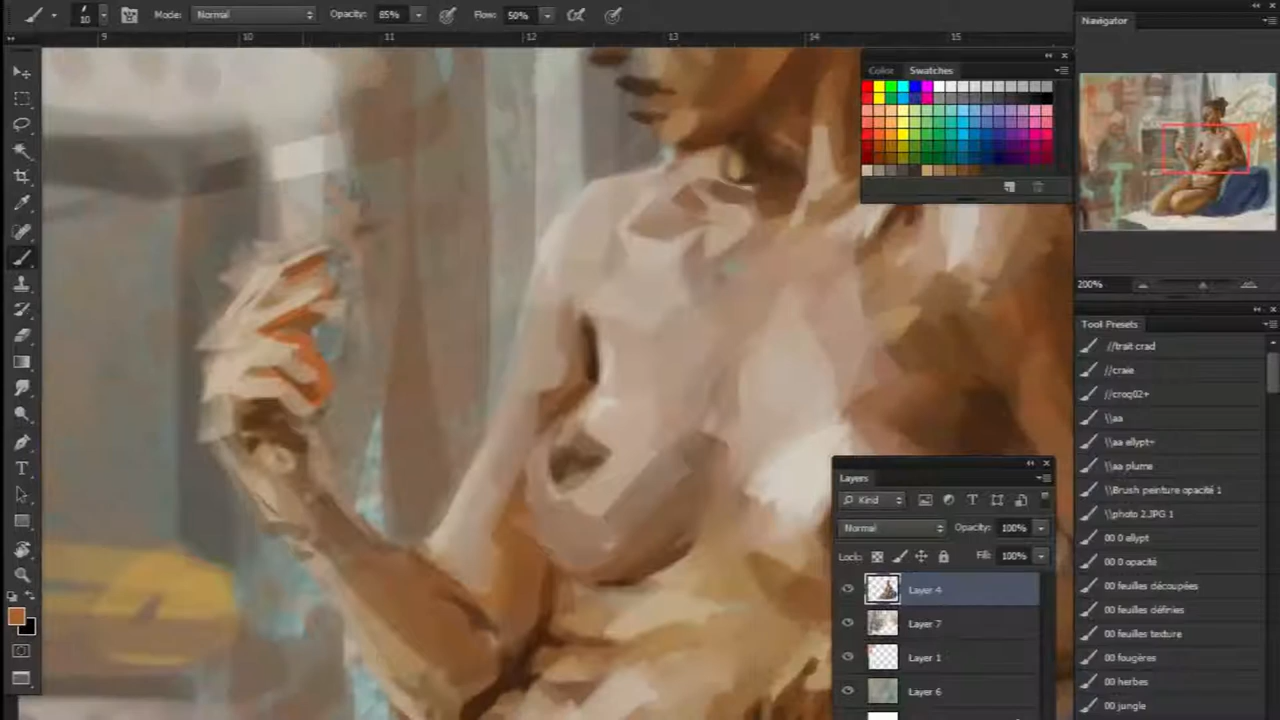 Mode: Normal Opacity: 85% Flow: 50%
10
9 10 11 12 13 14 15
Navigator
200%
Color Swatches
Tool Presets
//trait crad
//craie
//croq02+
\\aa
\\aa ellypt+
\\aa plume
\\Brush peinture opacité 1
\\photo 2.JPG 1
00 0 ellypt
00 0 opacité
00 feuilles découpées
00 feuilles définies
00 feuilles texture
00 fougères
00 herbes
00 jungle
Layers
Kind
Normal Opacity: 100%
Lock: Fill: 100%
Layer 4
Layer 7
Layer 1
Layer 6